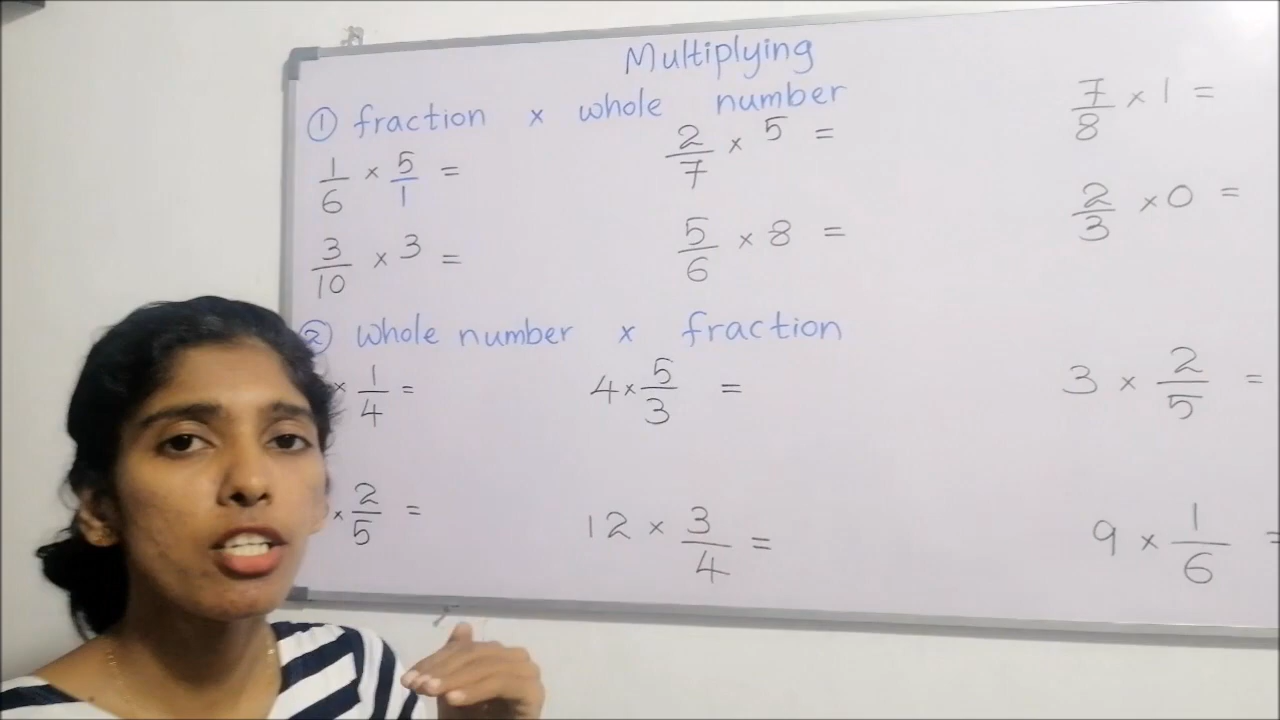 Multiplying
① fraction × whole number
1/6 × 5/1 =
2/7 × 5 =
7/8 × 1 =
3/10 × 3 =
5/6 × 8 =
2/3 × 0 =
② whole number × fraction
× 1/4 =
4 × 5/3 =
3 × 2/5 =
× 2/5 =
12 × 3/4 =
9 × 1/6 =